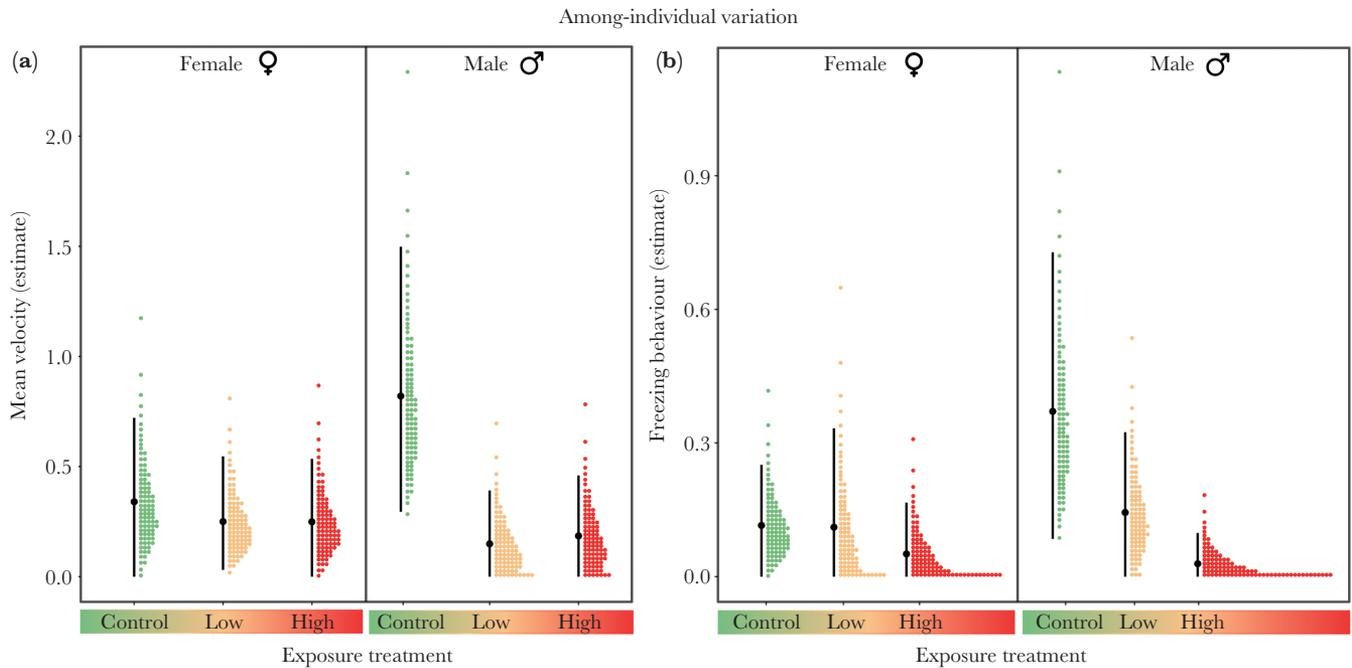 Among-individual variation
(a)
Female ♀
Male ♂
Mean velocity (estimate)
2.0
1.5
1.0
0.5
0.0
Control Low High
Control Low High
Exposure treatment
(b)
Female ♀
Male ♂
Freezing behaviour (estimate)
0.9
0.6
0.3
0.0
Control Low High
Control Low High
Exposure treatment